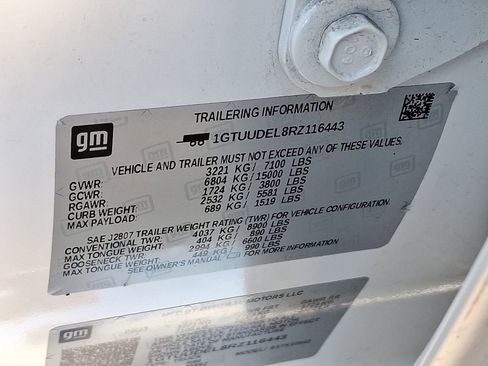 TRAILERING INFORMATION
gm
1GTUUDEL8RZ116443
VEHICLE AND TRAILER MUST NOT EXCEED ANY OF THESE VALUES.
GVWR: 3221 KG/ 7100 LBS
GCWR: 6804 KG/15000 LBS
RGAWR: 1724 KG/ 3800 LBS
CURB WEIGHT: 2532 KG/ 5581 LBS
MAX PAYLOAD: 689 KG/ 1519 LBS
SAE J2807 TRAILER WEIGHT RATING (TWR) FOR VEHICLE CONFIGURATION.
CONVENTIONAL TWR: 4037 KG/ 8900 LBS
MAX TONGUE WEIGHT: 404 KG/ 890 LBS
GOOSENECK TWR: 2994 KG/ 6600 LBS
MAX TONGUE WEIGHT: 449 KG/ 990 LBS
SEE OWNER'S MANUAL FOR MORE INFORMATION
gm
MOTORS LLC